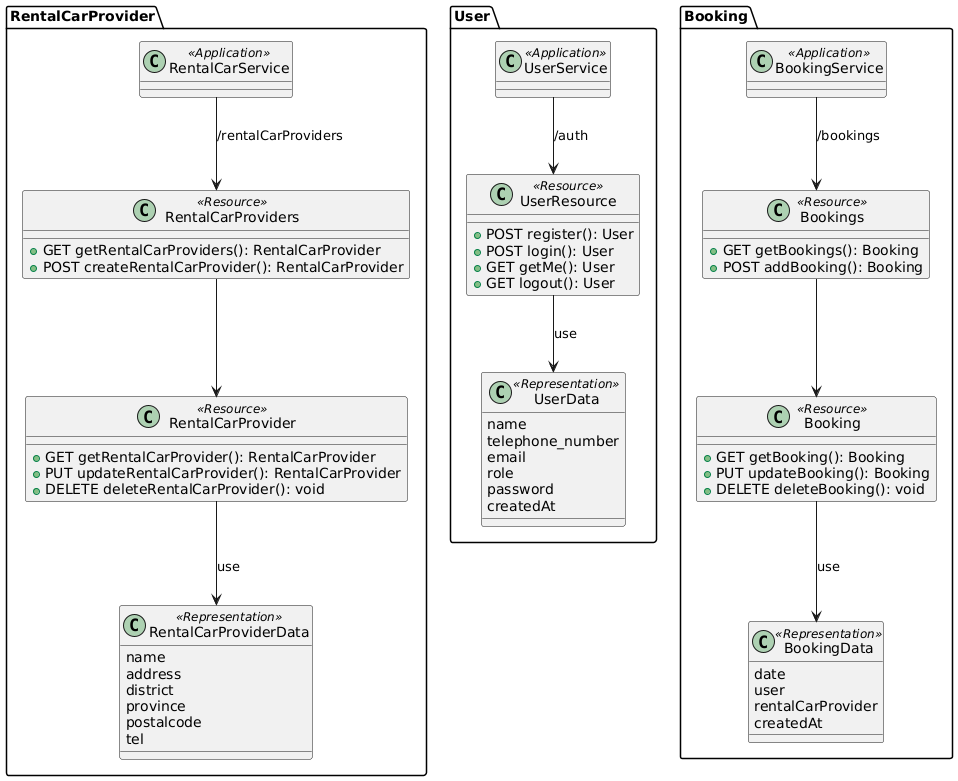 RentalCarProvider
C
«Application»
RentalCarService
/rentalCarProviders
C
«Resource»
RentalCarProviders
GET getRentalCarProviders(): RentalCarProvider
POST createRentalCarProvider(): RentalCarProvider
C
«Resource»
RentalCarProvider
GET getRentalCarProvider(): RentalCarProvider
PUT updateRentalCarProvider(): RentalCarProvider
DELETE deleteRentalCarProvider(): void
use
C
«Representation»
RentalCarProviderData
name
address
district
province
postalcode
tel
User
C
«Application»
UserService
/auth
C
«Resource»
UserResource
POST register(): User
POST login(): User
GET getMe(): User
GET logout(): User
use
C
«Representation»
UserData
name
telephone_number
email
role
password
createdAt
Booking
C
«Application»
BookingService
/bookings
C
«Resource»
Bookings
GET getBookings(): Booking
POST addBooking(): Booking
C
«Resource»
Booking
GET getBooking(): Booking
PUT updateBooking(): Booking
DELETE deleteBooking(): void
use
C
«Representation»
BookingData
date
user
rentalCarProvider
createdAt